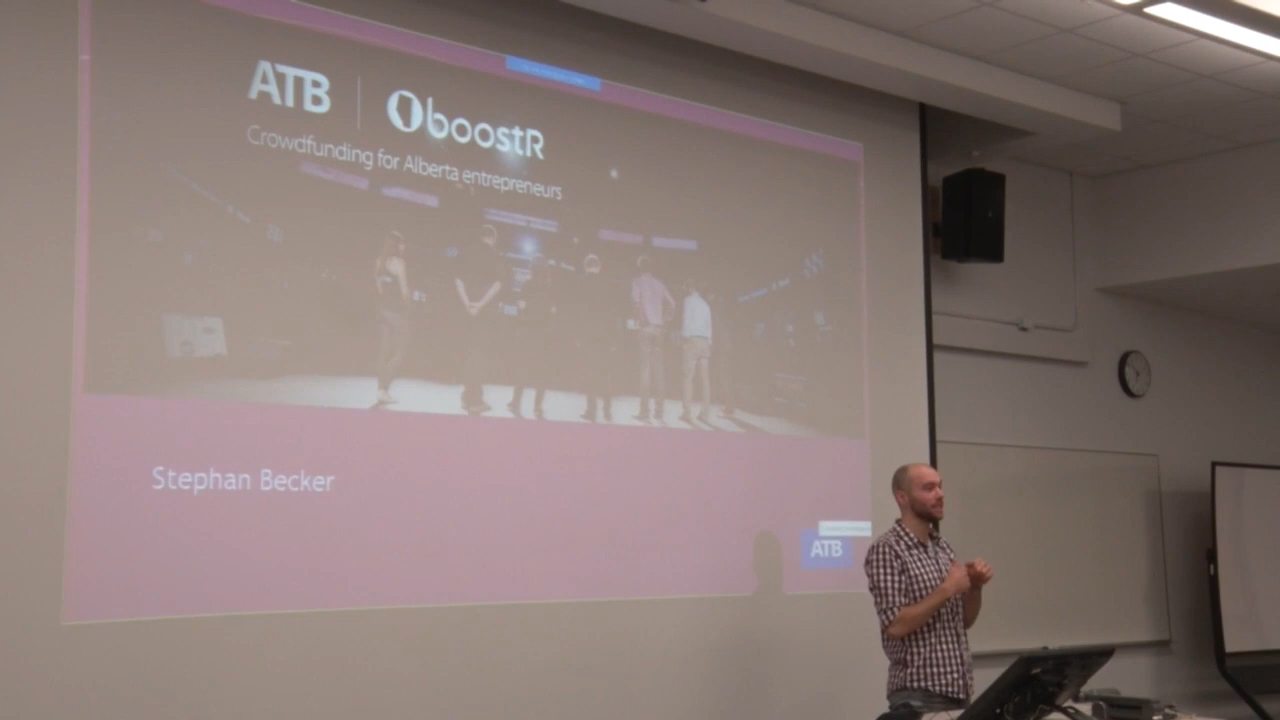 ATB
boostR
Crowdfunding for Alberta entrepreneurs
Stephan Becker
ATB